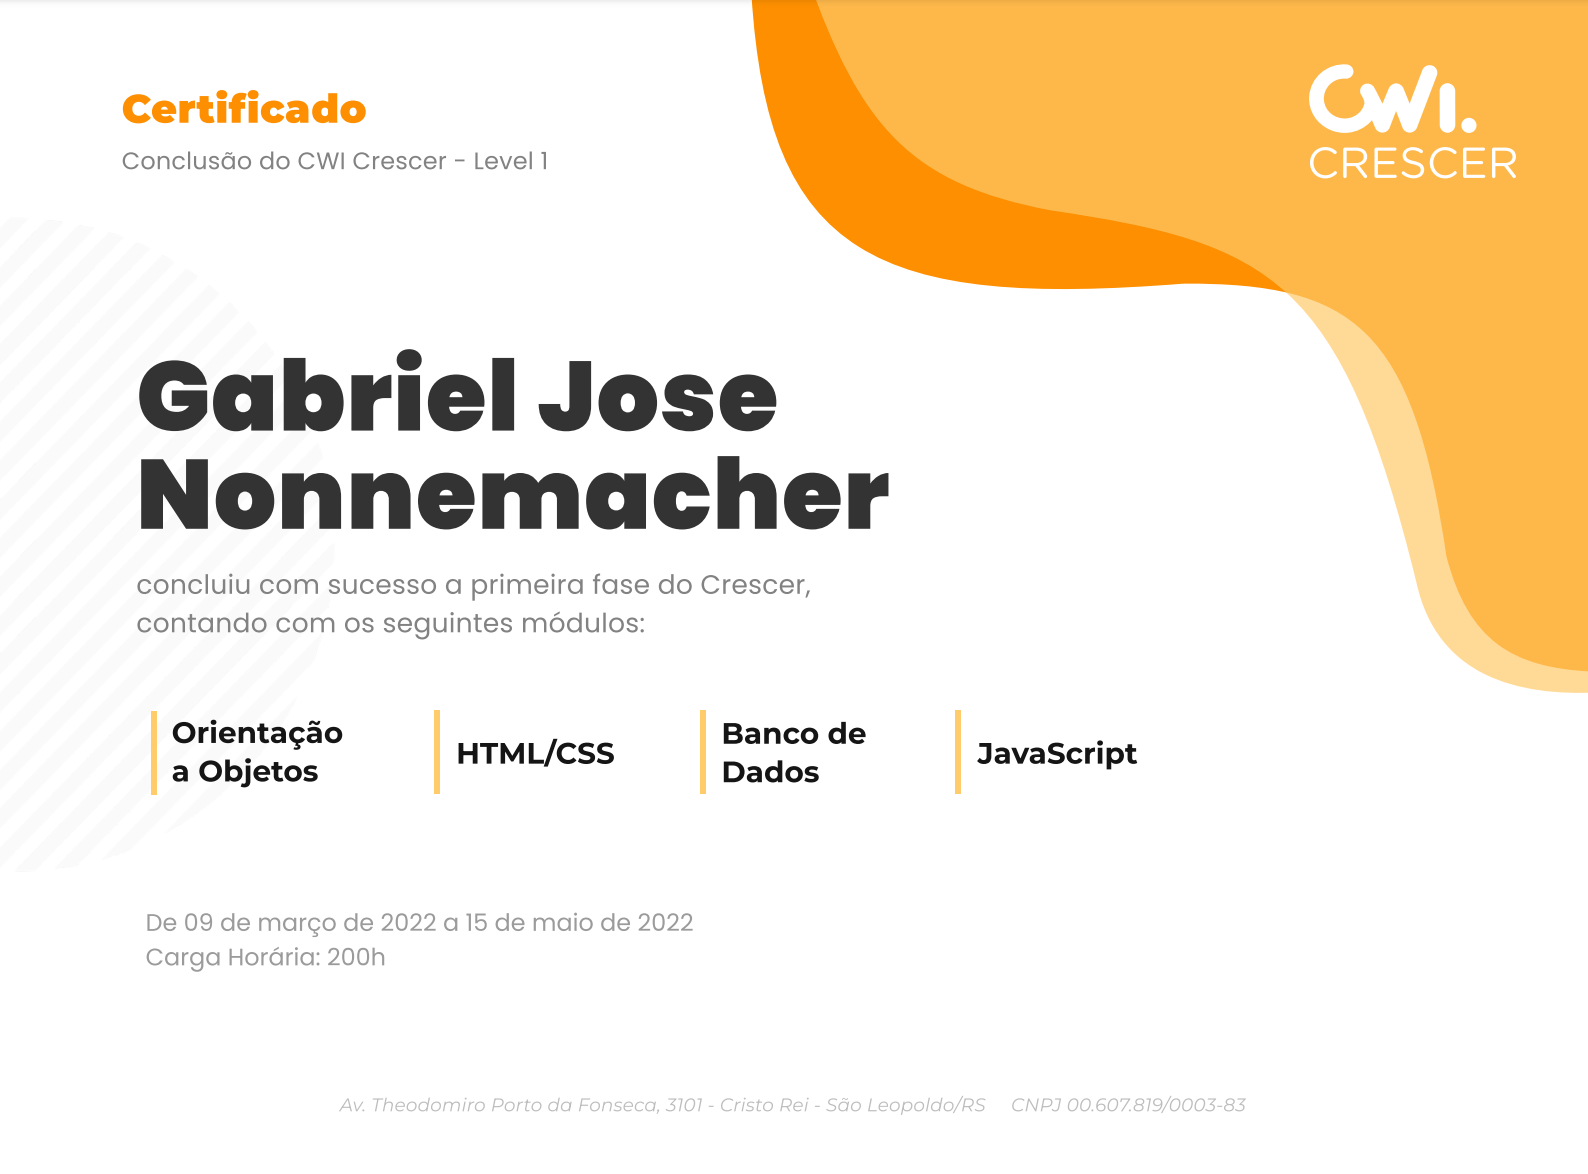 Certificado
Conclusão do CWI Crescer - Level 1
CWI.
CRESCER
Gabriel Jose
Nonnemacher
concluiu com sucesso a primeira fase do Crescer,
contando com os seguintes módulos:
Orientação
a Objetos
HTML/CSS
Banco de
Dados
JavaScript
De 09 de março de 2022 a 15 de maio de 2022
Carga Horária: 200h
Av. Theodomiro Porto da Fonseca, 3101 - Cristo Rei - São Leopoldo/RS CNPJ 00.607.819/0003-83